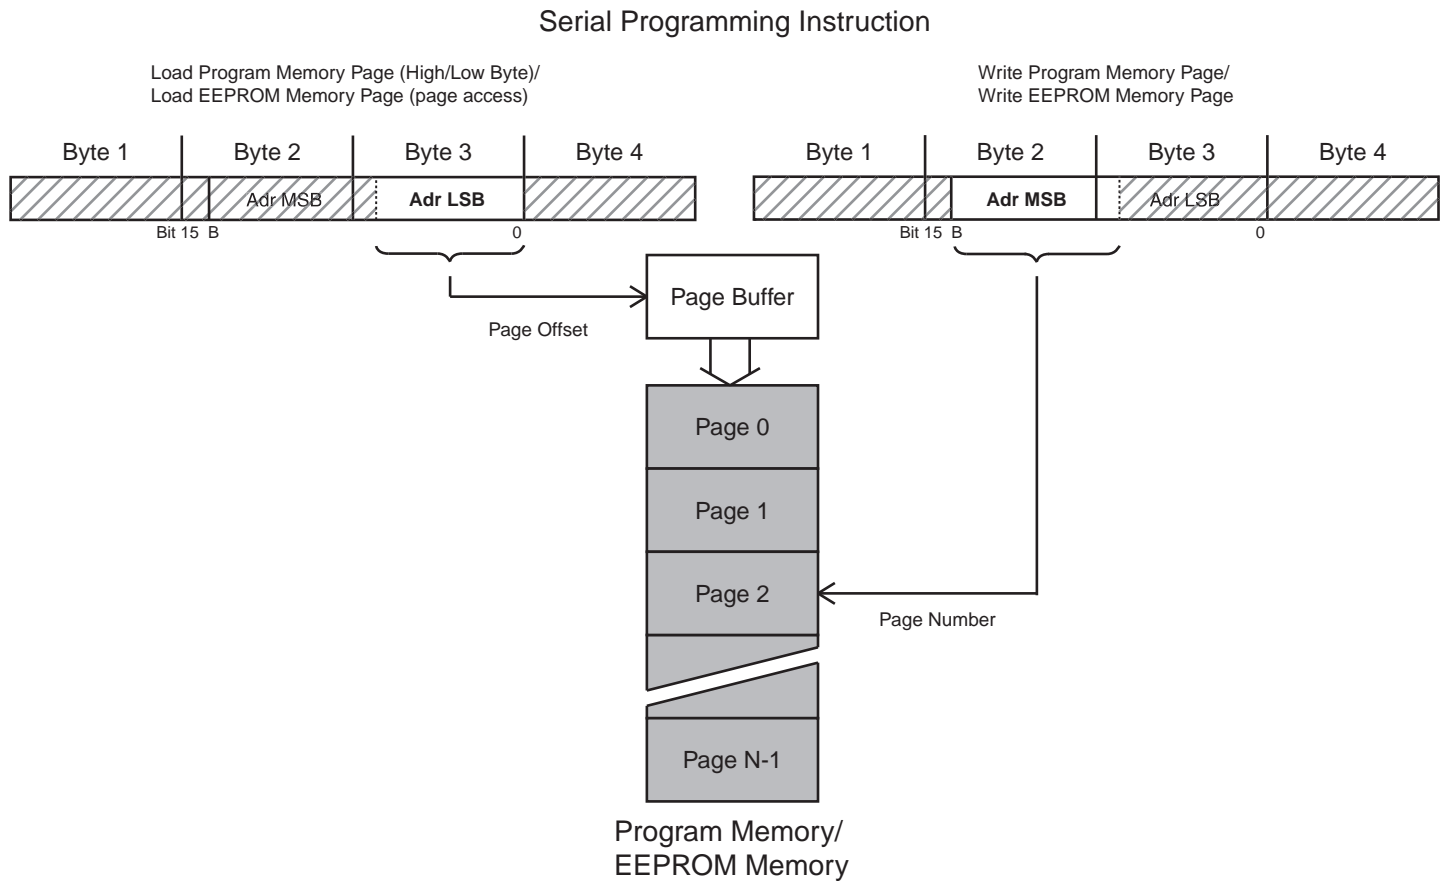 Serial Programming Instruction
Load Program Memory Page (High/Low Byte)/
Load EEPROM Memory Page (page access)
Write Program Memory Page/
Write EEPROM Memory Page
Byte 1 Byte 2 Byte 3 Byte 4
Adr MSB Adr LSB
Bit 15 B 0
Byte 1 Byte 2 Byte 3 Byte 4
Adr MSB Adr LSB
Bit 15 B 0
Page Buffer
Page Offset
Page 0
Page 1
Page 2
Page Number
Page N-1
Program Memory/
EEPROM Memory